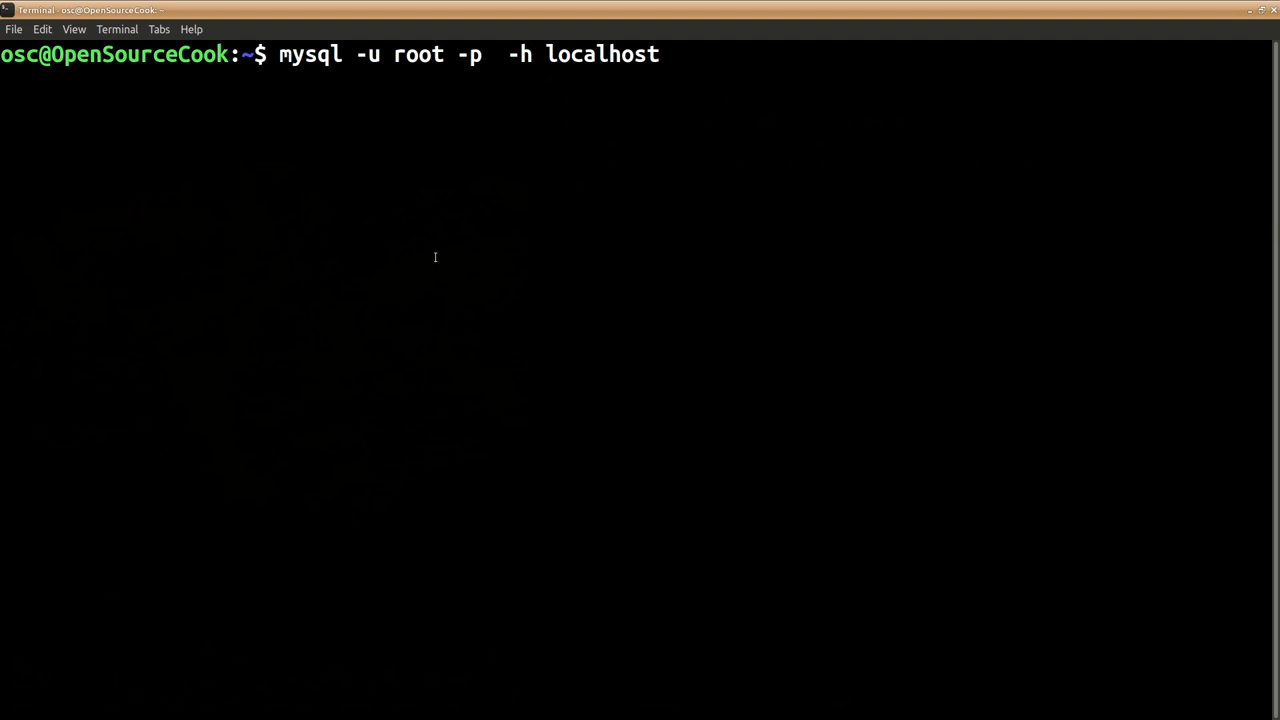 Terminal - osc@OpenSourceCook: ~
File Edit View Terminal Tabs Help
osc@OpenSourceCook:~$ mysql -u root -p  -h localhost